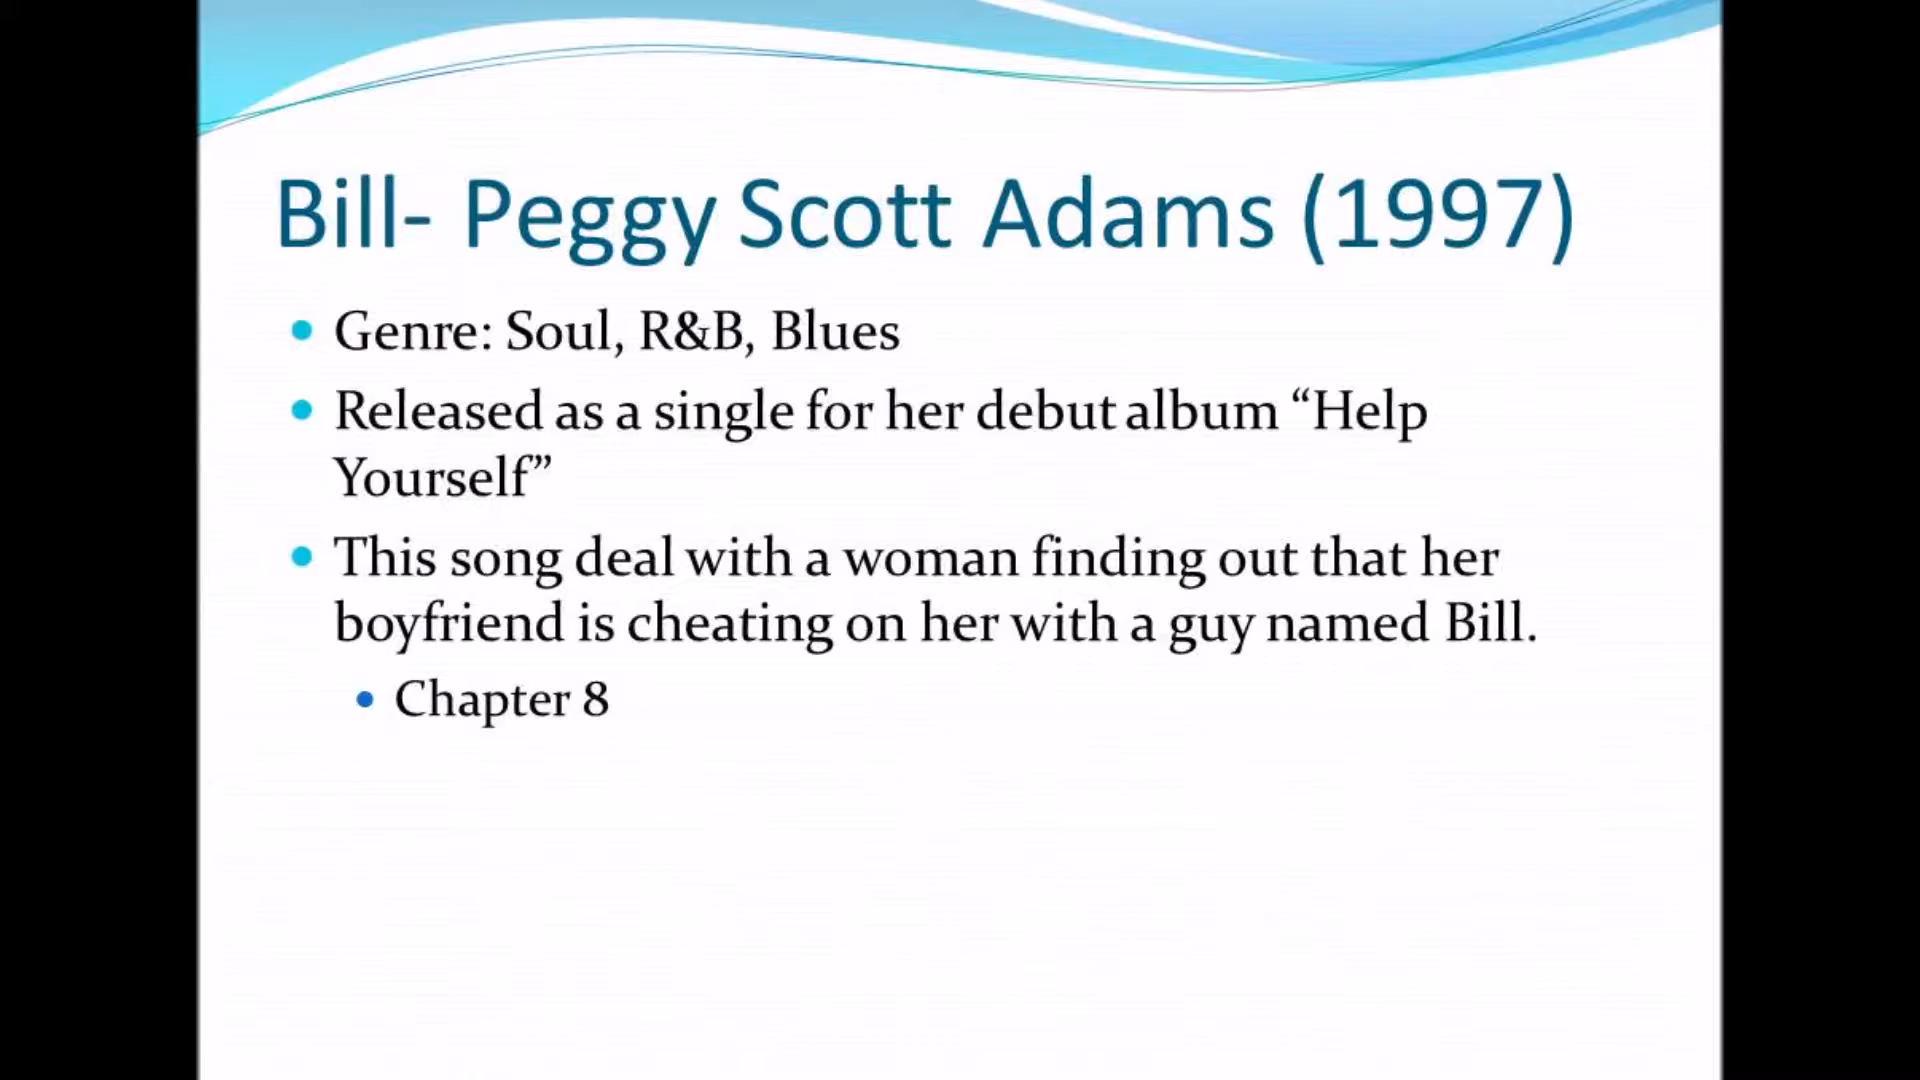 Bill- Peggy Scott Adams (1997)
• Genre: Soul, R&B, Blues
• Released as a single for her debut album “Help
Yourself”
• This song deal with a woman finding out that her
boyfriend is cheating on her with a guy named Bill.
• Chapter 8